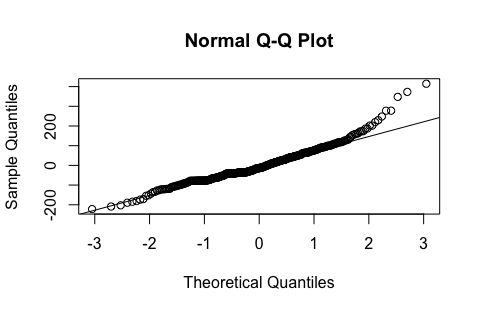 Normal Q-Q Plot
Sample Quantiles
200
0
-200
-3 -2 -1 0 1 2 3
Theoretical Quantiles